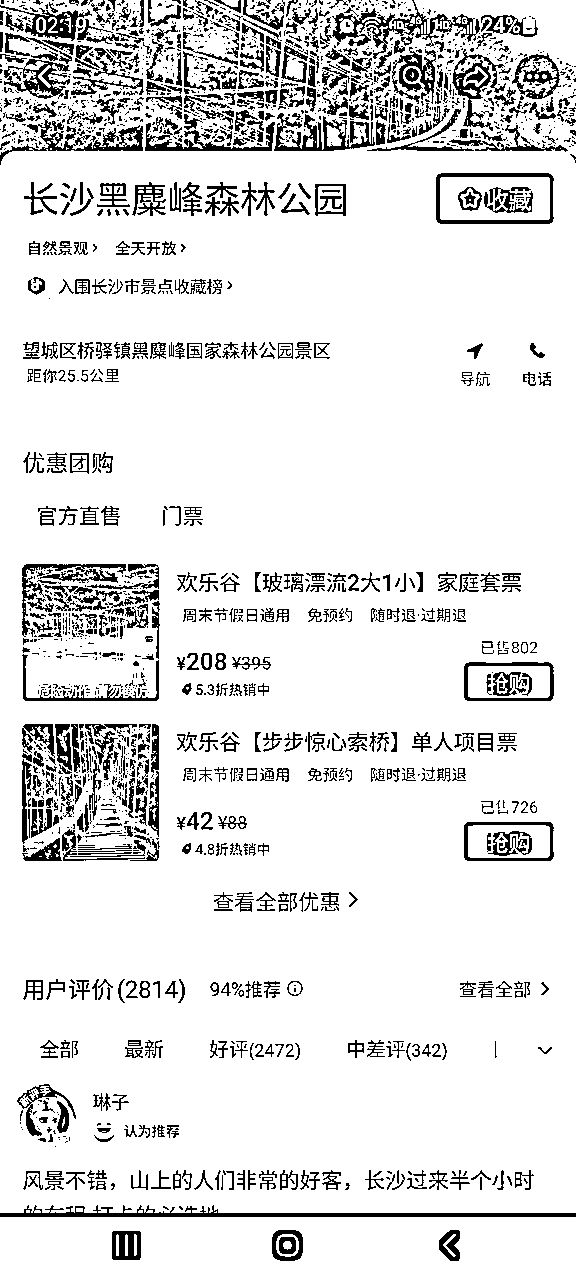 02:19
24%
长沙黑麋峰森林公园
收藏
自然景观 全天开放
入围长沙市景点收藏榜
望城区桥驿镇黑麋峰国家森林公园景区
距你25.5公里
导航 电话
优惠团购
官方直售 门票
欢乐谷【玻璃漂流2大1小】家庭套票
周末节假日通用 免预约 随时退·过期退
已售802
¥208 ¥395
抢购
5.3折热销中
欢乐谷【步步惊心索桥】单人项目票
周末节假日通用 免预约 随时退·过期退
已售726
¥42 ¥88
抢购
4.8折热销中
查看全部优惠
用户评价(2814) 94%推荐 查看全部
全部 最新 好评(2472) 中差评(342)
琳子
认为推荐
风景不错，山上的人们非常的好客，长沙过来半个小时